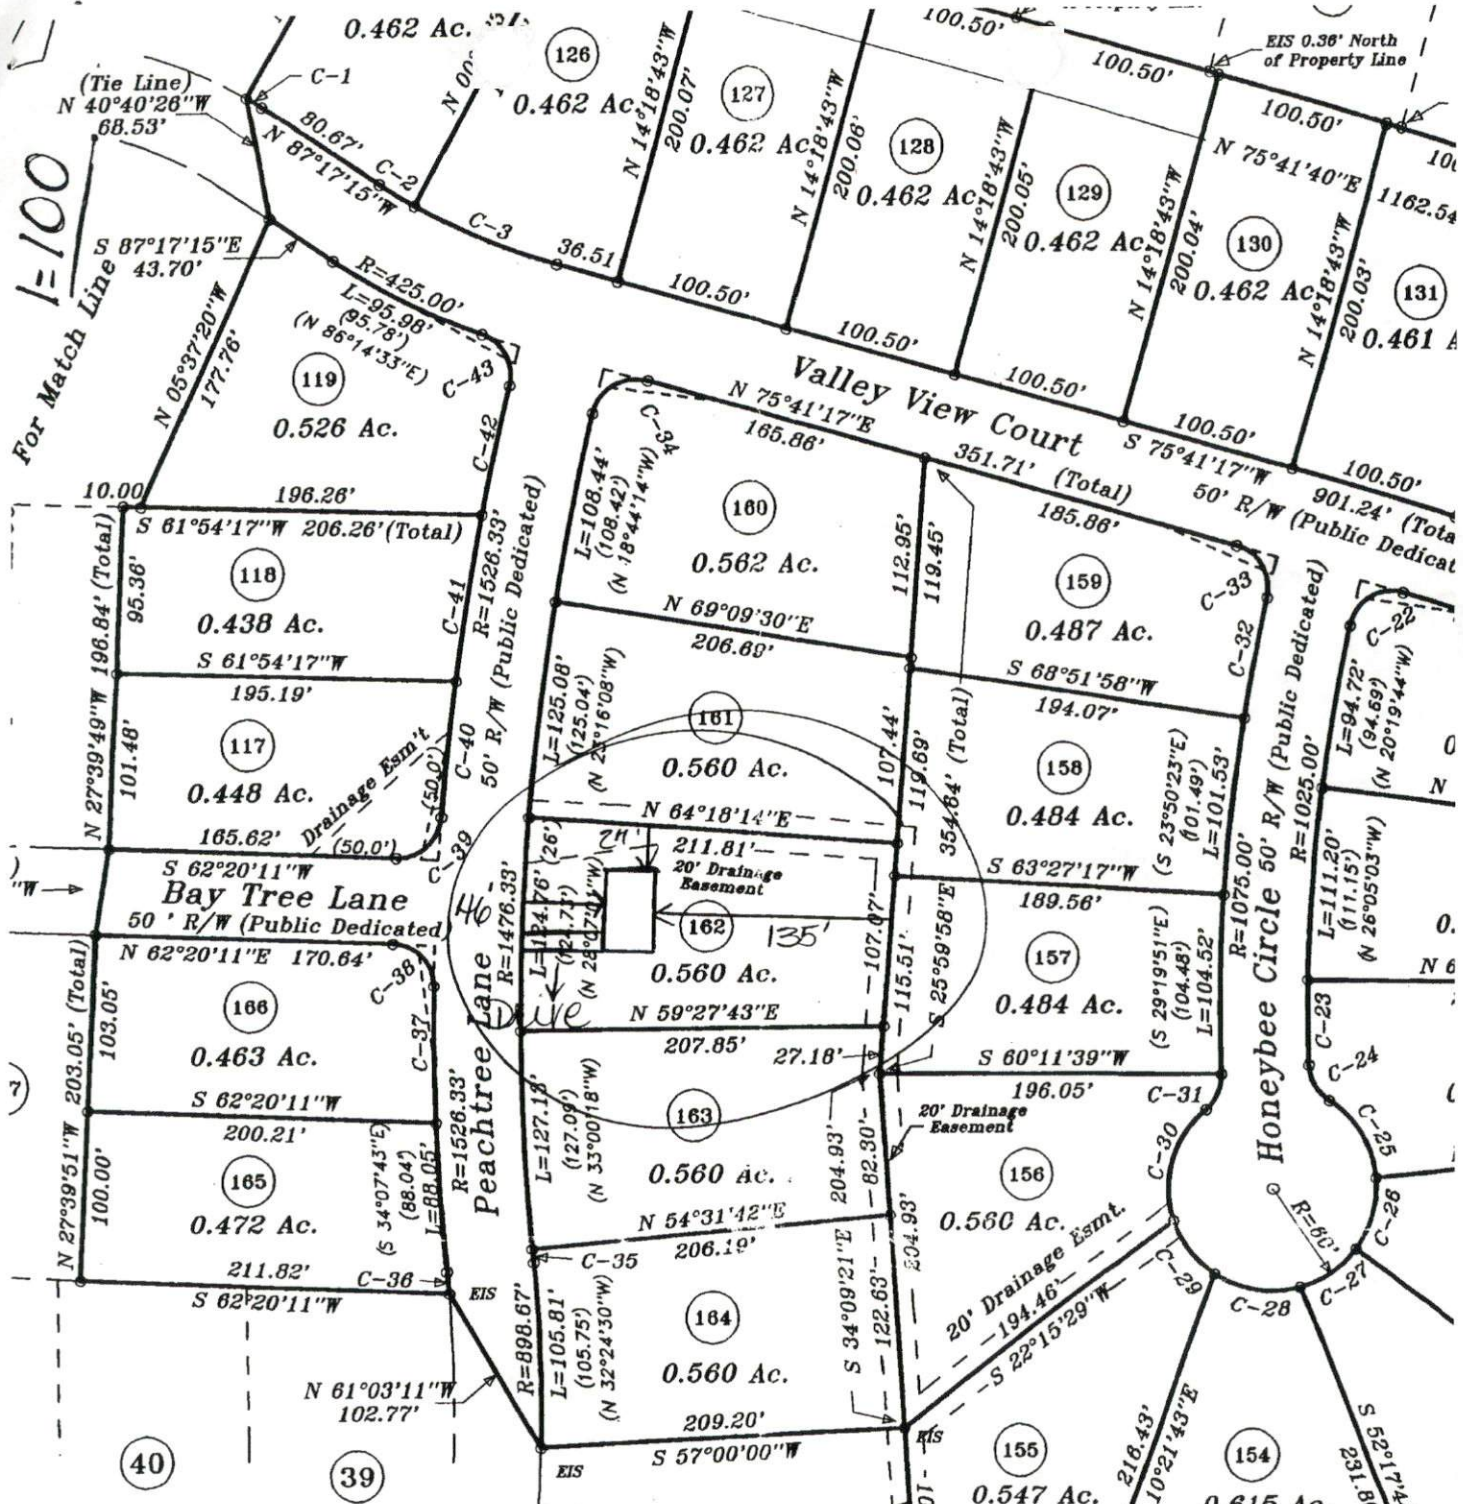 0.462 Ac.
126
0.462 Ac.
127
0.462 Ac.
128
0.462 Ac.
129
0.462 Ac.
130
0.462 Ac.
131
0.461 A
100.50'
100.50'
EIS 0.36' North
of Property Line
100.50'
N 75°41'40"E
1162.54
(Tie Line)
N 40°40'26"W
68.53'
C-1
80.67'
N 87°17'15"W
C-2
C-3
36.51
N 14°18'43"W
200.07'
N 14°18'43"W
200.06'
N 14°18'43"W
200.05'
N 14°18'43"W
200.04'
N 14°18'43"W
200.03'
100.50'
100.50'
100.50'
100.50'
100.50'
1=100
For Match Line
S 87°17'15"E
43.70'
R=425.00'
L=95.98'
(95.78')
(N 86°14'33"E)
C-43
N 05°37'20"W
177.76'
119
0.526 Ac.
C-42
Valley View Court
S 75°41'17"W
901.24' (Tota
50' R/W (Public Dedicat
N 75°41'17"E
165.86'
351.71' (Total)
185.86'
C-34
L=108.44'
(108.42')
(N 18°44'14"W)
160
0.562 Ac.
112.95'
119.45'
159
0.487 Ac.
C-33
C-32
C-22
10.00
196.26'
S 61°54'17"W 206.26'(Total)
118
0.438 Ac.
95.36'
N 27°39'49"W 196.84' (Total)
C-41
R=1526.33'
50' R/W (Public Dedicated)
N 69°09'30"E
206.69'
S 61°54'17"W
195.19'
S 68°51'58"W
194.07'
117
0.448 Ac.
101.48'
Drainage Esm't
C-40
(50.0')
(50.0')
C-39
165.62'
S 62°20'11"W
L=125.08'
(125.04')
161
0.560 Ac.
107.44'
119.69'
354.84' (Total)
158
0.484 Ac.
(S 23°50'23"E)
(101.49')
L=101.53'
Honeybee Circle 50' R/W (Public Dedicated)
R=1025.00'
L=94.72'
(94.69')
(N 20°19'44"W)
N 64°18'14"E
211.81'
20' Drainage
Easement
24'
(26')
46
135'
Drive
162
0.560 Ac.
R=1476.33'
L=124.76'
(124.73')
107.07'
115.51'
S 25°59'58"E
S 63°27'17"W
189.56'
157
0.484 Ac.
(S 29°19'51"E)
(104.48')
L=104.52'
R=1075.00'
L=111.20'
(111.15')
(N 26°05'03"W)
Bay Tree Lane
50 ' R/W (Public Dedicated)
N 62°20'11"E 170.64'
C-38
166
0.463 Ac.
103.05'
203.05' (Total)
C-37
Peachtree Lane
N 59°27'43"E
207.85'
27.18'
S 60°11'39"W
196.05'
C-31
C-23
C-24
C-25
S 62°20'11"W
200.21'
165
0.472 Ac.
N 27°39'51"W
100.00'
(S 34°07'43"E)
(88.04')
L=88.05'
R=1526.33'
L=127.13'
(127.09')
(N 33°00'18"W)
163
0.560 Ac.
204.93'
82.30'
20' Drainage
Easement
C-30
156
0.560 Ac.
R=60'
C-26
211.82'
S 62°20'11"W
C-36
EIS
N 54°31'42"E
206.19'
C-35
R=898.67'
L=105.81'
(105.75')
(N 32°24'30"W)
164
0.560 Ac.
S 34°09'21"E
122.63'
204.93'
20' Drainage Esmt.
194.46'
S 22°15'29"W
C-29
C-28
C-27
N 61°03'11"W
102.77'
209.20'
S 57°00'00"W
EIS
EIS
40
39
155
0.547 Ac.
216.43'
10°21'43"E
154
0.615 Ac.
S 52°17'4
231.8